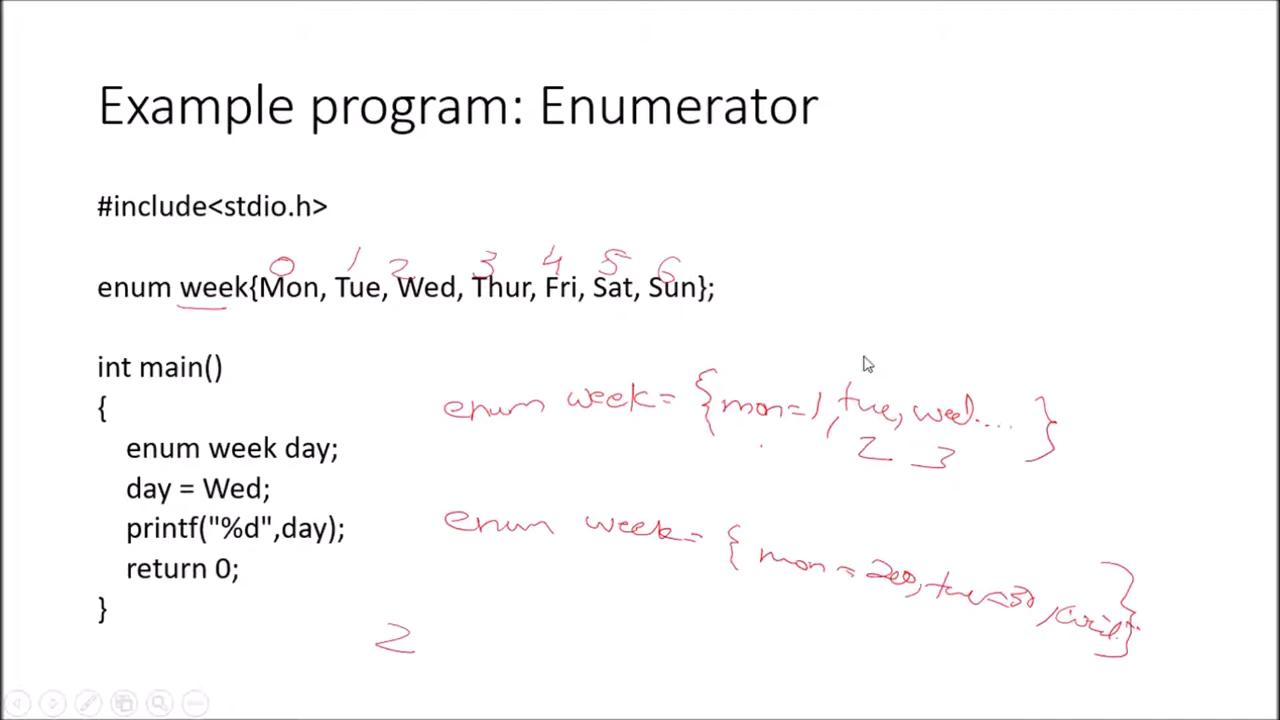 Example program: Enumerator
#include<stdio.h>
0 1 2 3 4 5 6
enum week{Mon, Tue, Wed, Thur, Fri, Sat, Sun};
int main()
{
enum week day;
day = Wed;
printf("%d",day);
return 0;
}
enum week= {mon=1, tue, wed.... }
2 3
enum week= { mon=200, tue=30, }
2